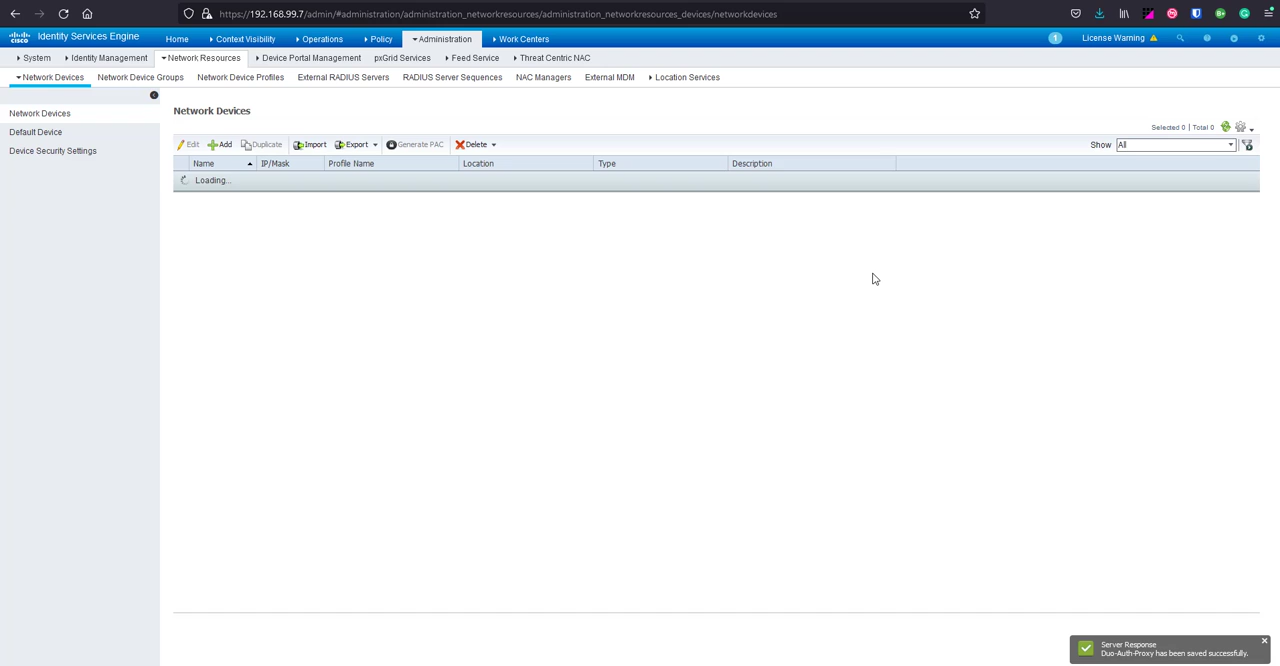 https://192.168.99.7/admin/#administration/administration_networkresources/administration_networkresources_devices/networkdevices
cisco Identity Services Engine Home Context Visibility Operations Policy Administration Work Centers 1 License Warning
System Identity Management Network Resources Device Portal Management pxGrid Services Feed Service Threat Centric NAC
Network Devices Network Device Groups Network Device Profiles External RADIUS Servers RADIUS Server Sequences NAC Managers External MDM Location Services
Network Devices
Default Device
Device Security Settings
Network Devices
Selected 0 | Total 0
Edit Add Duplicate Import Export Generate PAC Delete Show All
Name IP/Mask Profile Name Location Type Description
Loading...
Server Response
Duo-Auth-Proxy has been saved successfully.